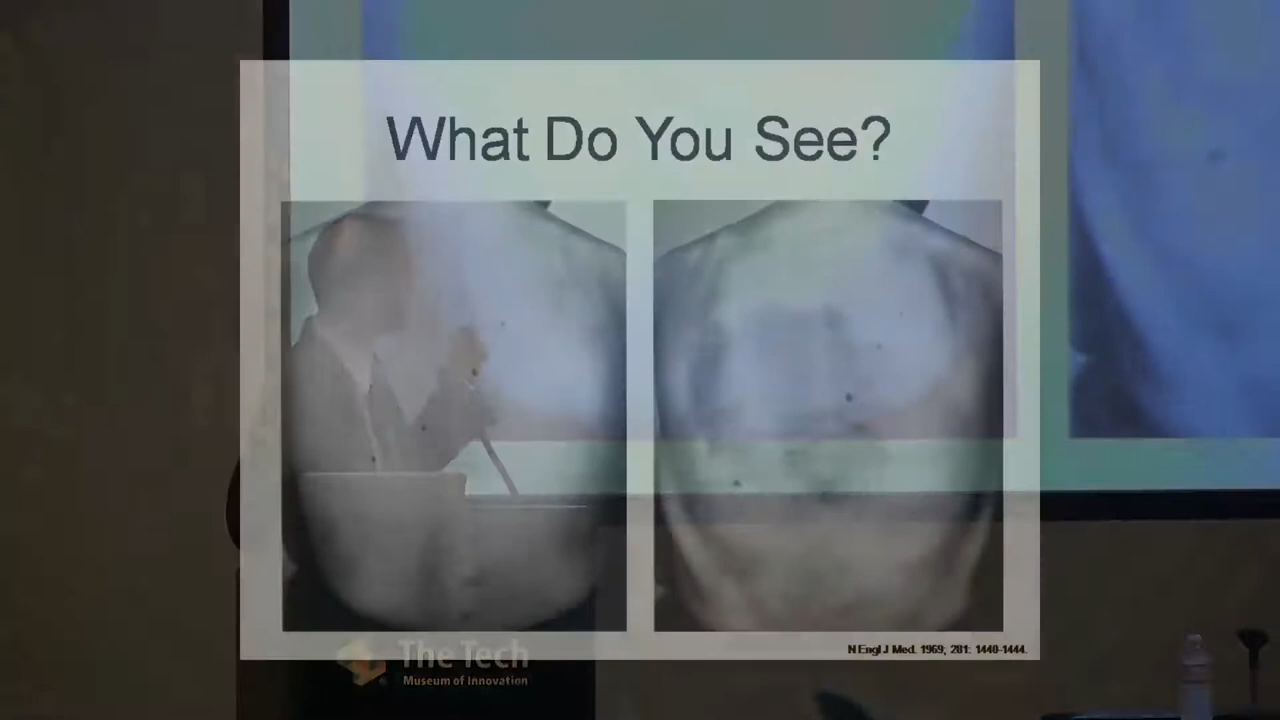 What Do You See?
N Engl J Med. 1969; 281: 1440-1444.
The Tech
Museum of Innovation